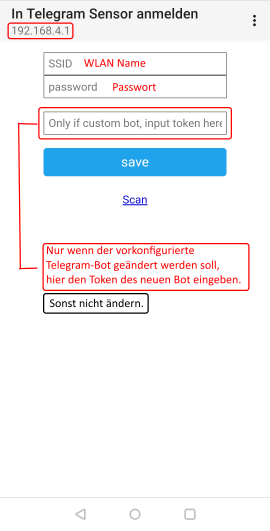 In Telegram Sensor anmelden
192.168.4.1
SSID WLAN Name
password Passwort
Only if custom bot, input token here
save
Scan
Nur wenn der vorkonfigurierte
Telegram-Bot geändert werden soll,
hier den Token des neuen Bot eingeben.
Sonst nicht ändern.